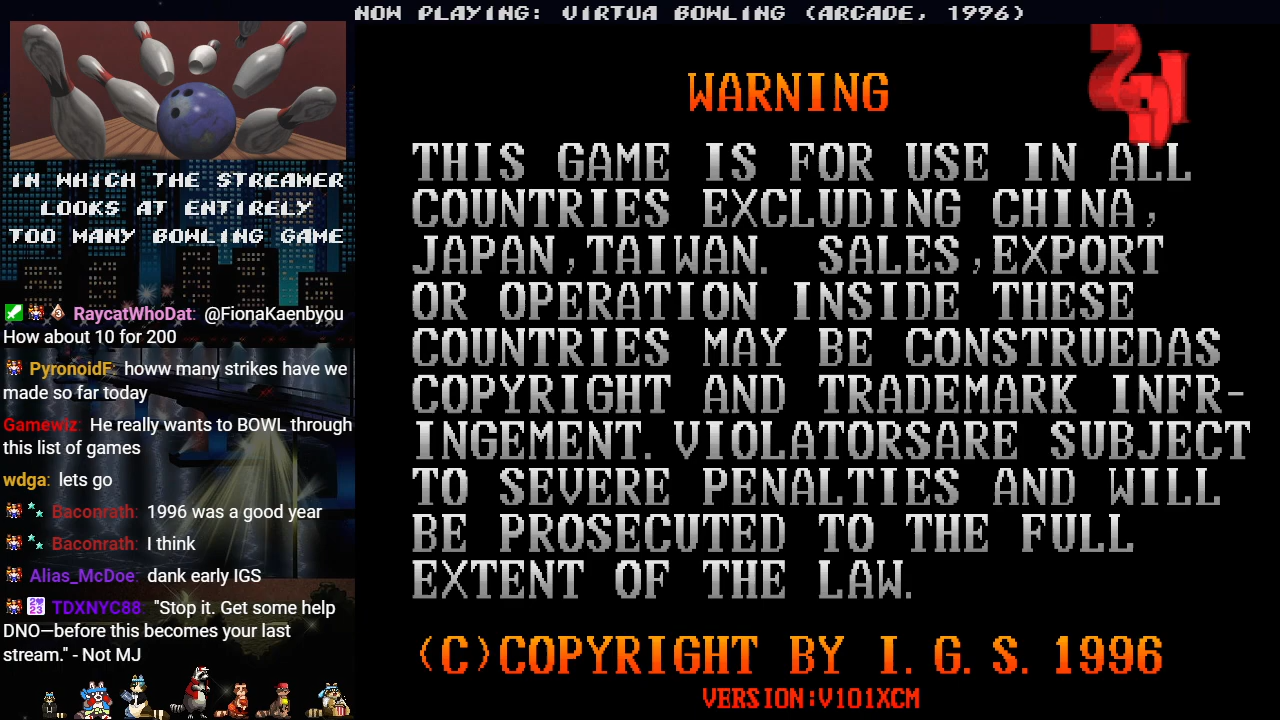 NOW PLAYING: VIRTUA BOWLING (ARCADE, 1996)
IN WHICH THE STREAMER
LOOKS AT ENTIRELY
TOO MANY BOWLING GAME
RaycatWhoDat: @FionaKaenbyou
How about 10 for 200
PyronoidF: howw many strikes have we
made so far today
Gamewiz: He really wants to BOWL through
this list of games
wdga: lets go
Baconrath: 1996 was a good year
Baconrath: I think
Alias_McDoe: dank early IGS
TDXNYC88: "Stop it. Get some help
DNO—before this becomes your last
stream." - Not MJ
WARNING
THIS GAME IS FOR USE IN ALL
COUNTRIES EXCLUDING CHINA,
JAPAN,TAIWAN. SALES,EXPORT
OR OPERATION INSIDE THESE
COUNTRIES MAY BE CONSTRUEDAS
COPYRIGHT AND TRADEMARK INFR-
INGEMENT. VIOLATORSARE SUBJECT
TO SEVERE PENALTIES AND WILL
BE PROSECUTED TO THE FULL
EXTENT OF THE LAW.
(C)COPYRIGHT BY I. G. S. 1996
VERSION:V101XCM